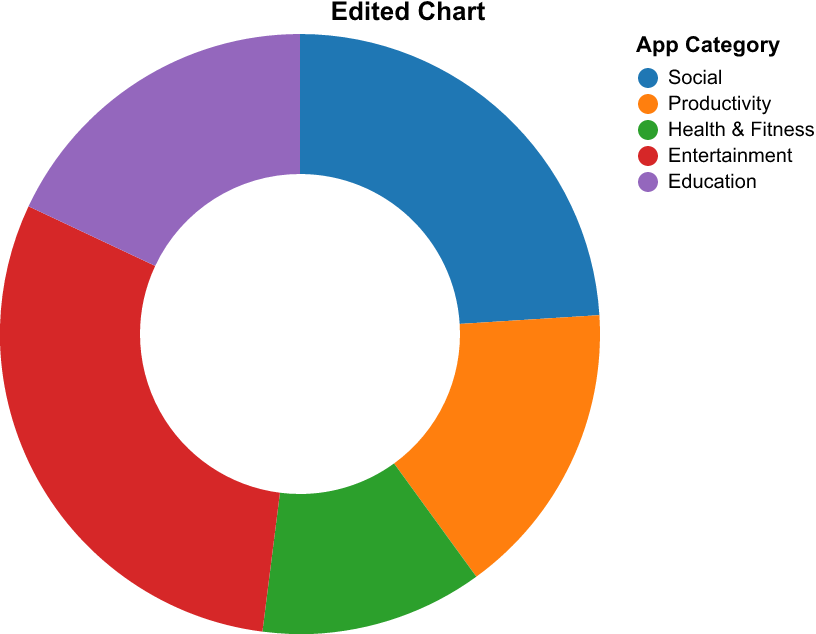 Edited Chart
App Category
Social
Productivity
Health & Fitness
Entertainment
Education